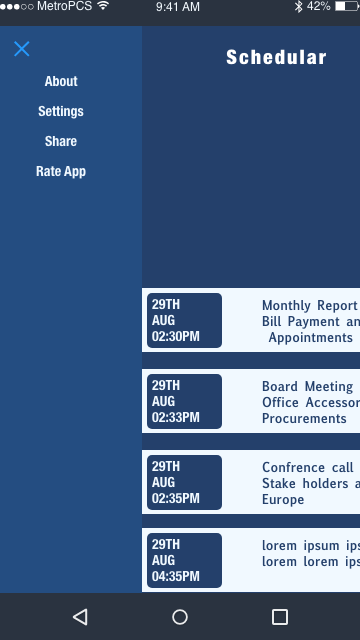 MetroPCS 9:41 AM 42%
Schedular
About
Settings
Share
Rate App
29TH
AUG
02:30PM
Monthly Report
Bill Payment an
Appointments
29TH
AUG
02:33PM
Board Meeting
Office Accessor
Procurements
29TH
AUG
02:35PM
Confrence call
Stake holders a
Europe
29TH
AUG
04:35PM
lorem ipsum ips
lorem lorem ips